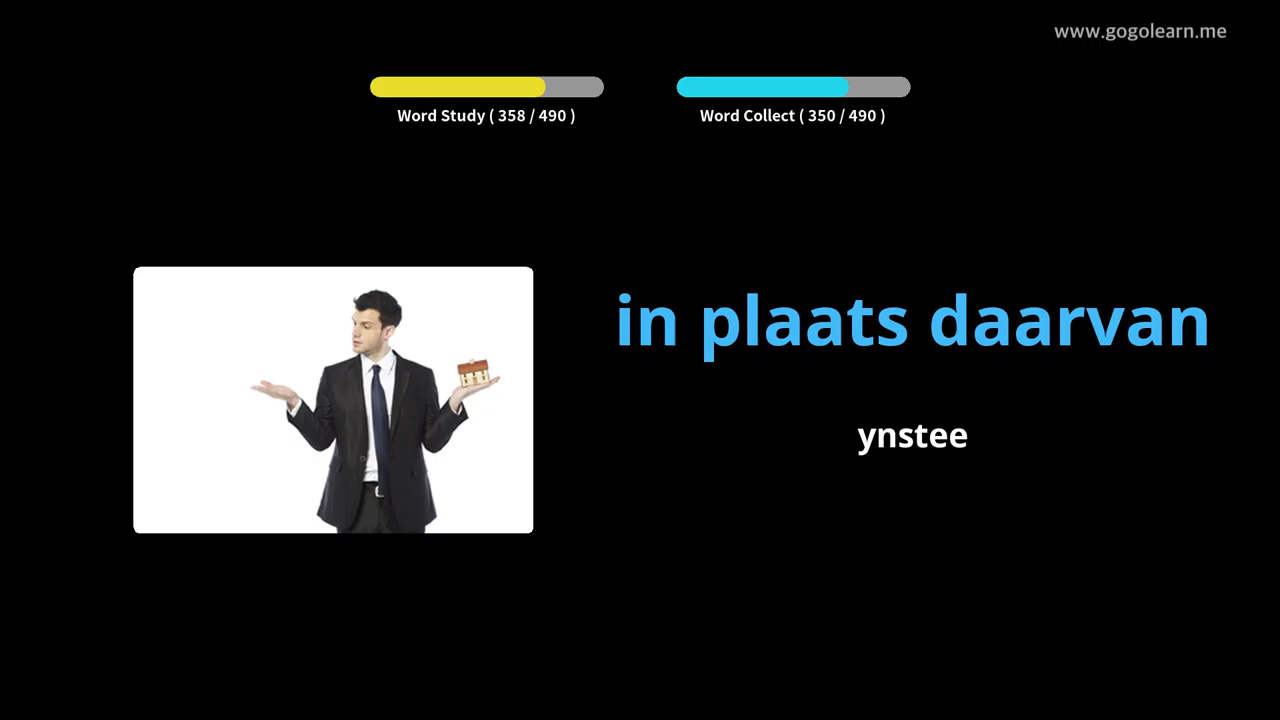 www.gogolearn.me
Word Study ( 358 / 490 )
Word Collect ( 350 / 490 )
in plaats daarvan
ynstee